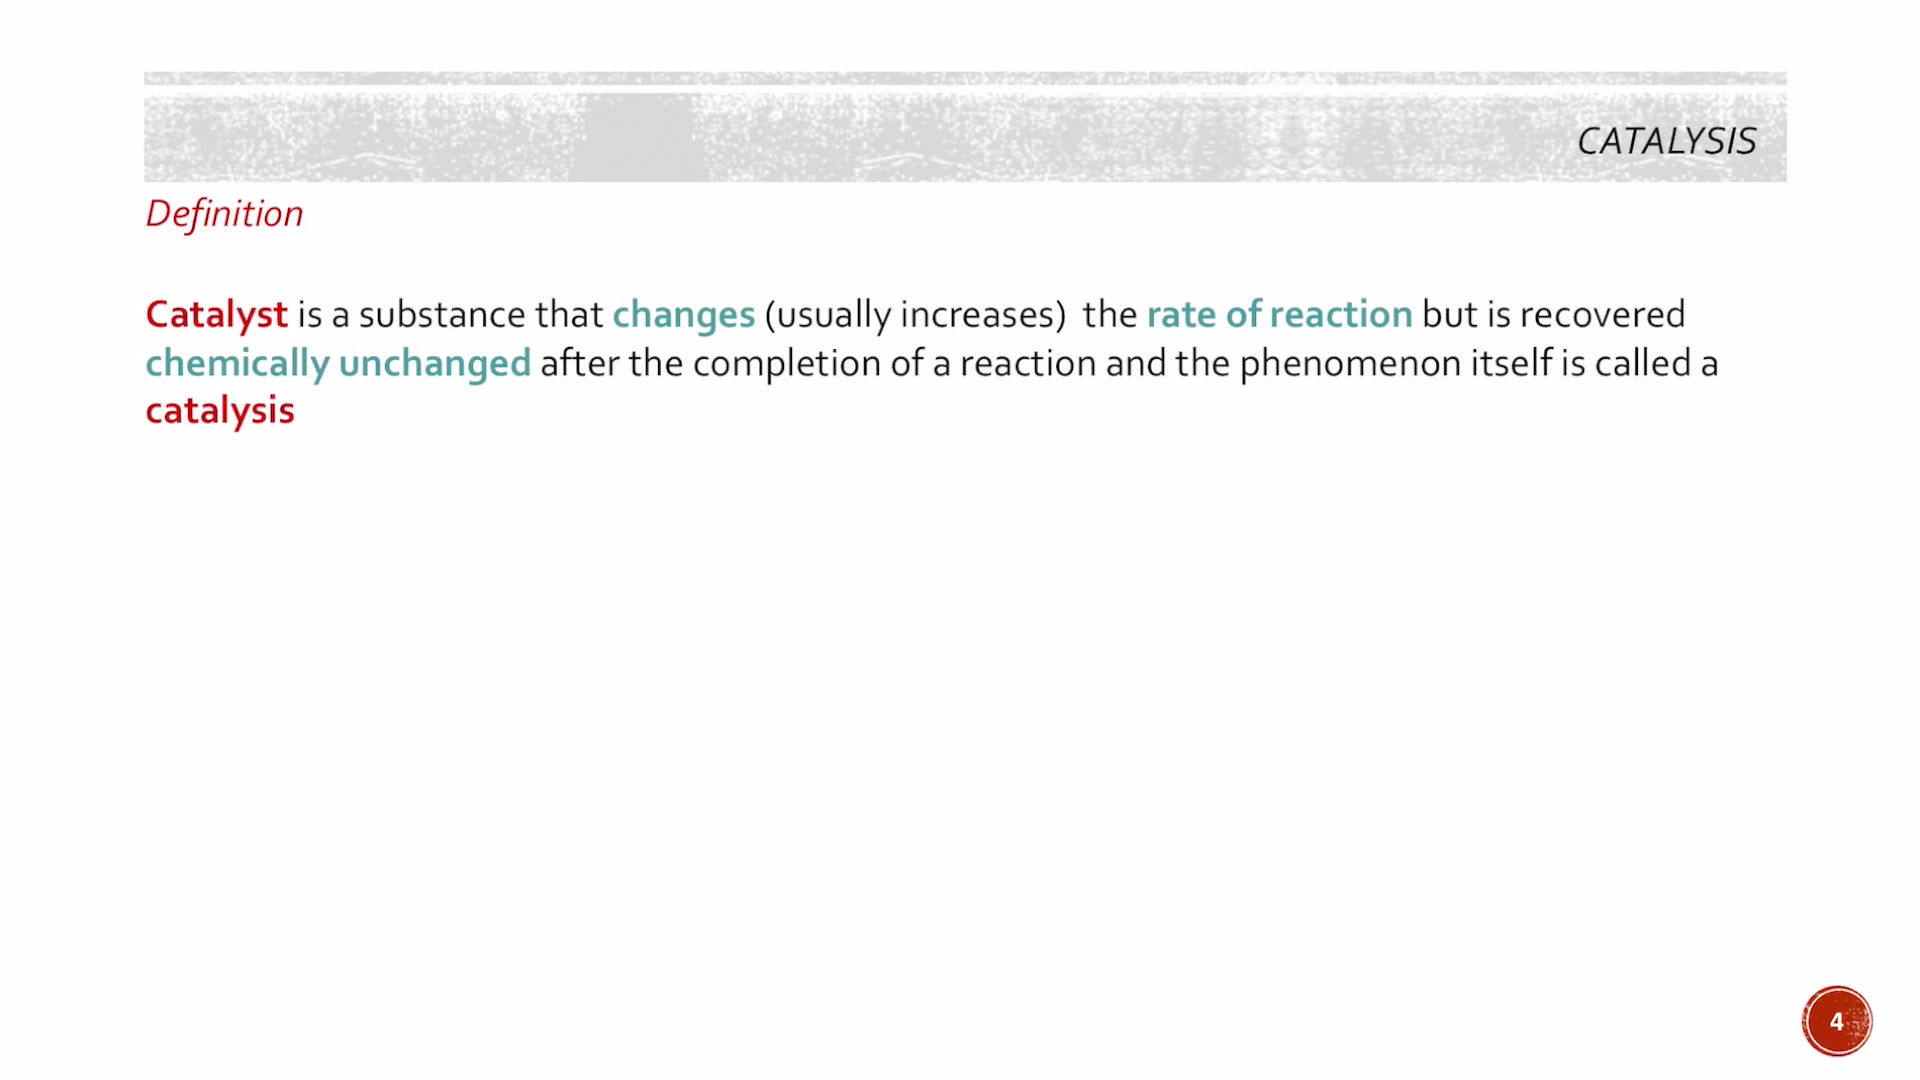 CATALYSIS
Definition
Catalyst is a substance that changes (usually increases)  the rate of reaction but is recovered
chemically unchanged after the completion of a reaction and the phenomenon itself is called a
catalysis
4